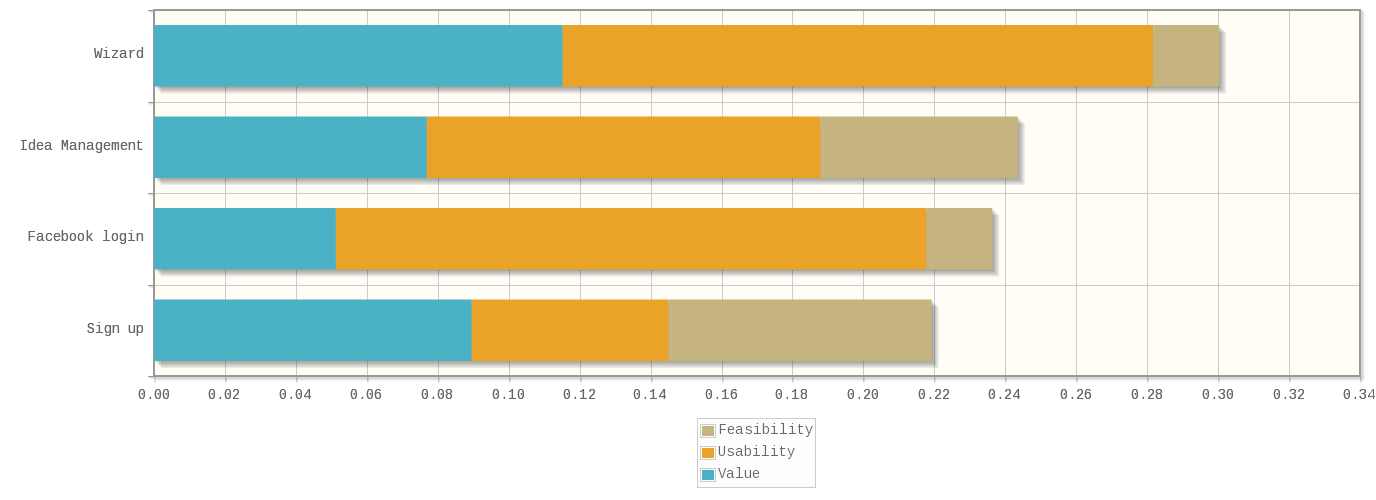 Wizard
Idea Management
Facebook login
Sign up
0.00 0.02 0.04 0.06 0.08 0.10 0.12 0.14 0.16 0.18 0.20 0.22 0.24 0.26 0.28 0.30 0.32 0.34
Feasibility
Usability
Value